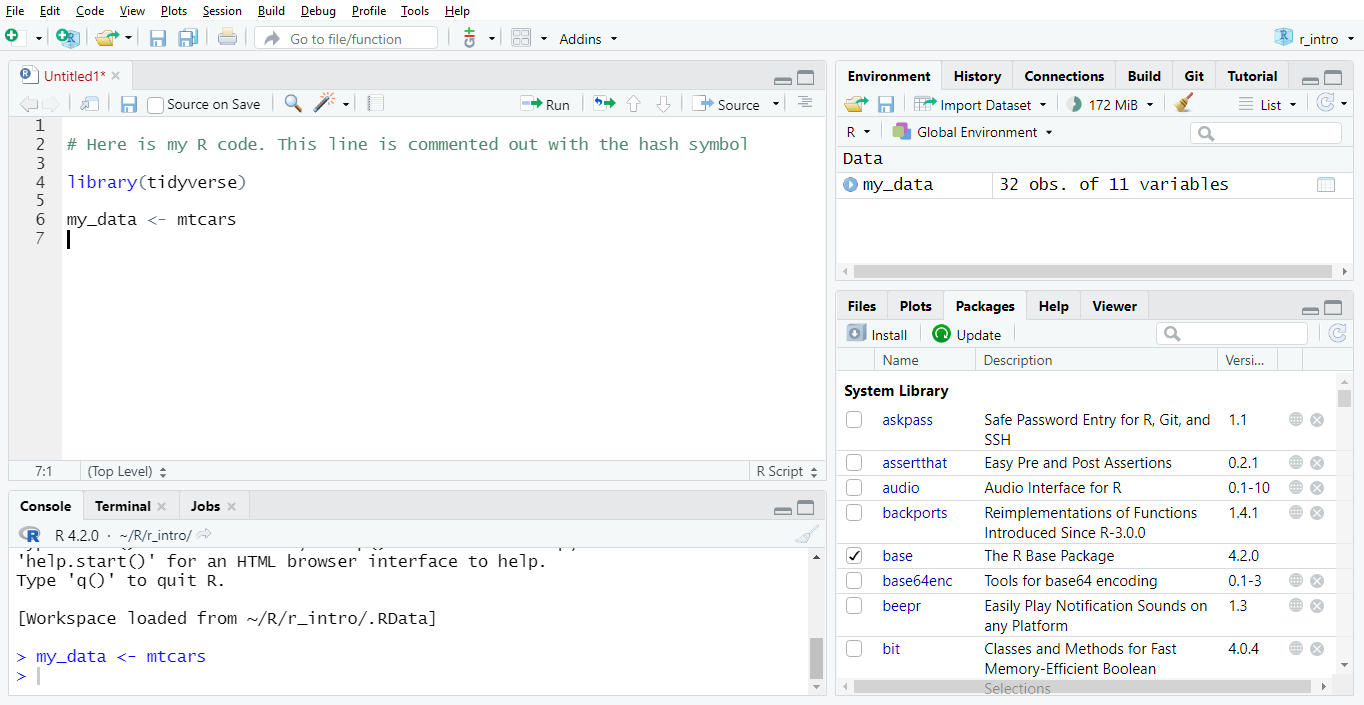 File Edit Code View Plots Session Build Debug Profile Tools Help
Go to file/function Addins r_intro
Untitled1*
Source on Save Run Source
1
2 # Here is my R code. This line is commented out with the hash symbol
3
4 library(tidyverse)
5
6 my_data <- mtcars
7
7:1 (Top Level) R Script
Console Terminal Jobs
R 4.2.0 · ~/R/r_intro/
'help.start()' for an HTML browser interface to help.
Type 'q()' to quit R.
[Workspace loaded from ~/R/r_intro/.RData]
> my_data <- mtcars
>
Environment History Connections Build Git Tutorial
Import Dataset 172 MiB List
R Global Environment
Data
my_data 32 obs. of 11 variables
Files Plots Packages Help Viewer
Install Update
Name Description Versi...
System Library
askpass Safe Password Entry for R, Git, and 1.1
SSH
assertthat Easy Pre and Post Assertions 0.2.1
audio Audio Interface for R 0.1-10
backports Reimplementations of Functions 1.4.1
Introduced Since R-3.0.0
base The R Base Package 4.2.0
base64enc Tools for base64 encoding 0.1-3
beepr Easily Play Notification Sounds on 1.3
any Platform
bit Classes and Methods for Fast 4.0.4
Memory-Efficient Boolean
Selections